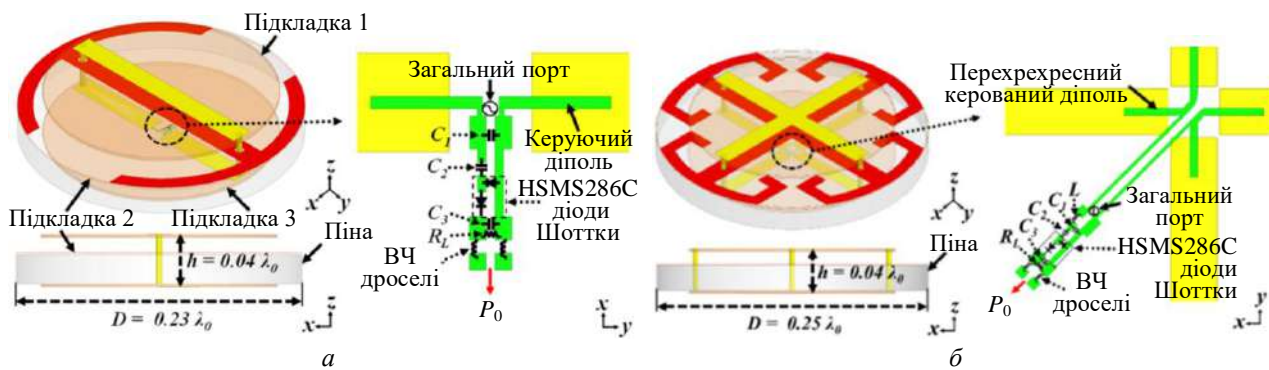 Підкладка 1
Загальний порт
C1
C2
Керуючий
діполь
HSMS286C
діоди
Шоттки
C3
RL
ВЧ
дроселі
P0
x y
z
x y
Підкладка 2
Підкладка 3
Піна
h = 0.04 λ0
D = 0.23 λ0
z
x
а
Перехрехресний
керований діполь
z
x y
L
C1
C2
C3
RL
Загальний
порт
HSMS286C
діоди
Шоттки
ВЧ
дроселі
P0
y
x
Піна
h = 0.04 λ0
D = 0.25 λ0
z
x
б